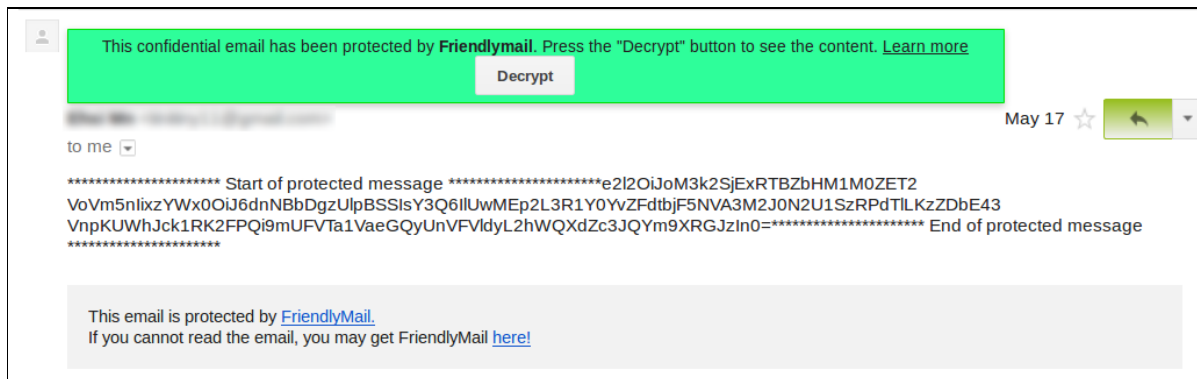 This confidential email has been protected by Friendlymail. Press the "Decrypt" button to see the content. Learn more
Decrypt
May 17
to me
********************** Start of protected message **********************e2l2OiJoM3k2SjExRTBZbHM1M0ZET2
VoVm5nIixzYWx0OiJ6dnNBbDgzUlpBSSIsY3Q6IlUwMEp2L3R1Y0YvZFdtbjF5NVA3M2J0N2U1SzRPdTlLKzZDbE43
VnpKUWhJck1RK2FPQi9mUFVTa1VaeGQyUnVFVldyL2hWQXdZc3JQYm9XRGJzIn0=********************** End of protected message
**********************
This email is protected by FriendlyMail.
If you cannot read the email, you may get FriendlyMail here!